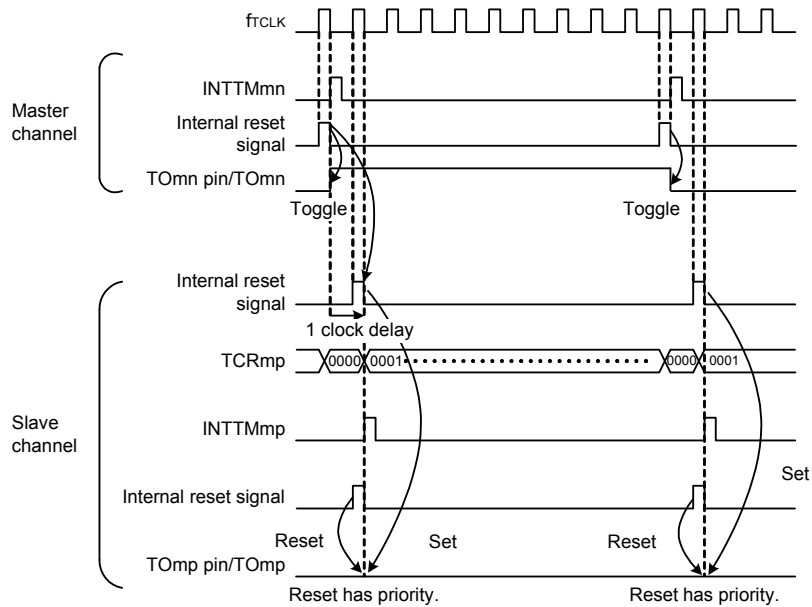 fTCLK
INTTMmn
Master
channel
Internal reset
signal
TOmn pin/TOmn
Toggle
Toggle
Internal reset
signal
1 clock delay
TCRmp
0000
0001
0000
0001
Slave
channel
INTTMmp
Set
Internal reset signal
Reset
Set
Reset
TOmp pin/TOmp
Reset has priority.
Reset has priority.